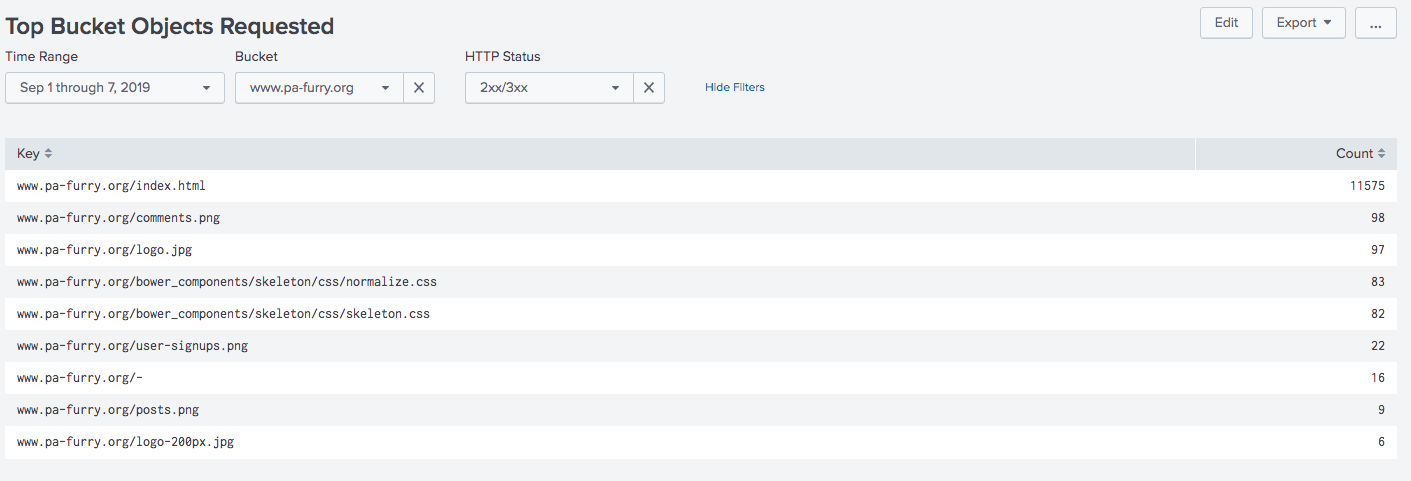 Top Bucket Objects Requested
Edit Export ...
Time Range Bucket HTTP Status
Sep 1 through 7, 2019 www.pa-furry.org 2xx/3xx Hide Filters
Key Count
www.pa-furry.org/index.html 11575
www.pa-furry.org/comments.png 98
www.pa-furry.org/logo.jpg 97
www.pa-furry.org/bower_components/skeleton/css/normalize.css 83
www.pa-furry.org/bower_components/skeleton/css/skeleton.css 82
www.pa-furry.org/user-signups.png 22
www.pa-furry.org/- 16
www.pa-furry.org/posts.png 9
www.pa-furry.org/logo-200px.jpg 6